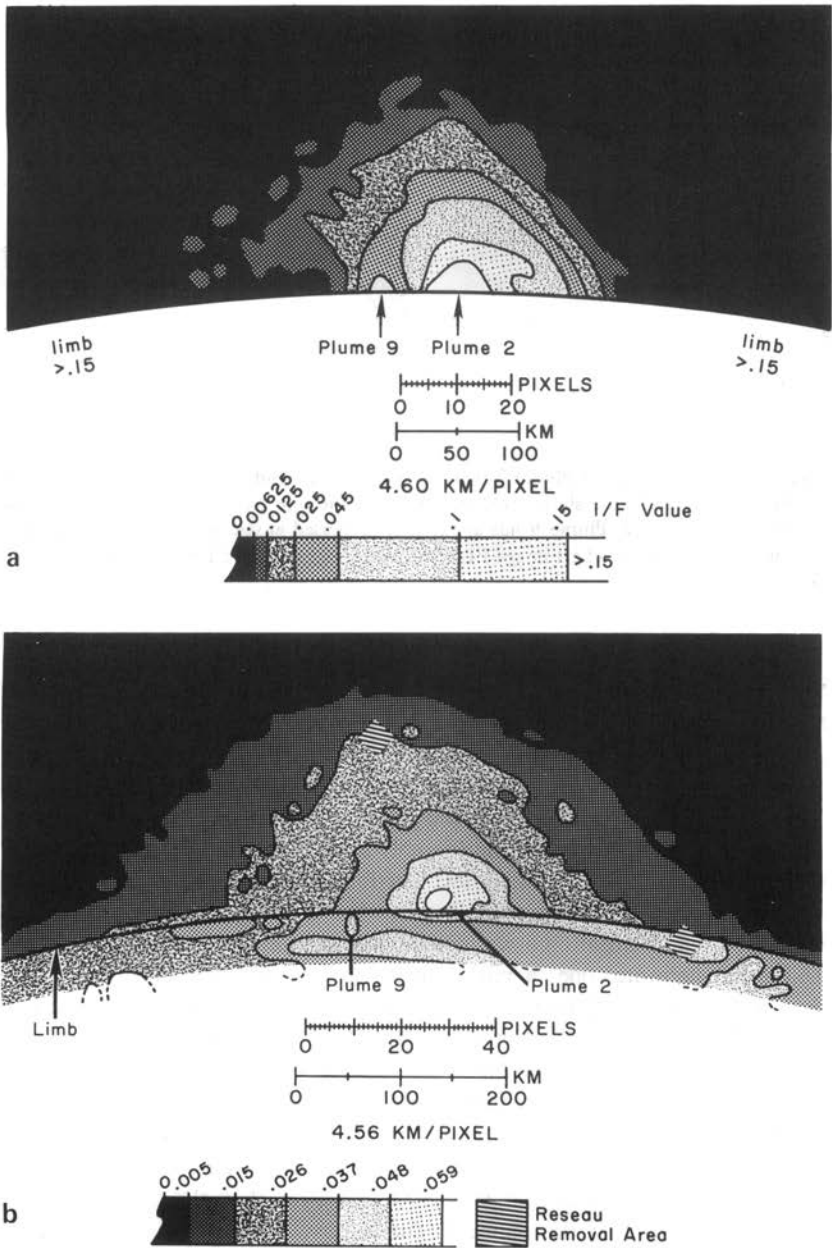 limb
>.15
limb
>.15
Plume 9
Plume 2
PIXELS
0 10 20
KM
0 50 100
4.60 KM/PIXEL
0 .00625 .0125 .025 .045 .1 .15 I/F Value
>.15
a
Plume 9
Plume 2
Limb
PIXELS
0 20 40
KM
0 100 200
4.56 KM/PIXEL
0 .005 .015 .026 .037 .048 .059
b
Reseau
Removal Area